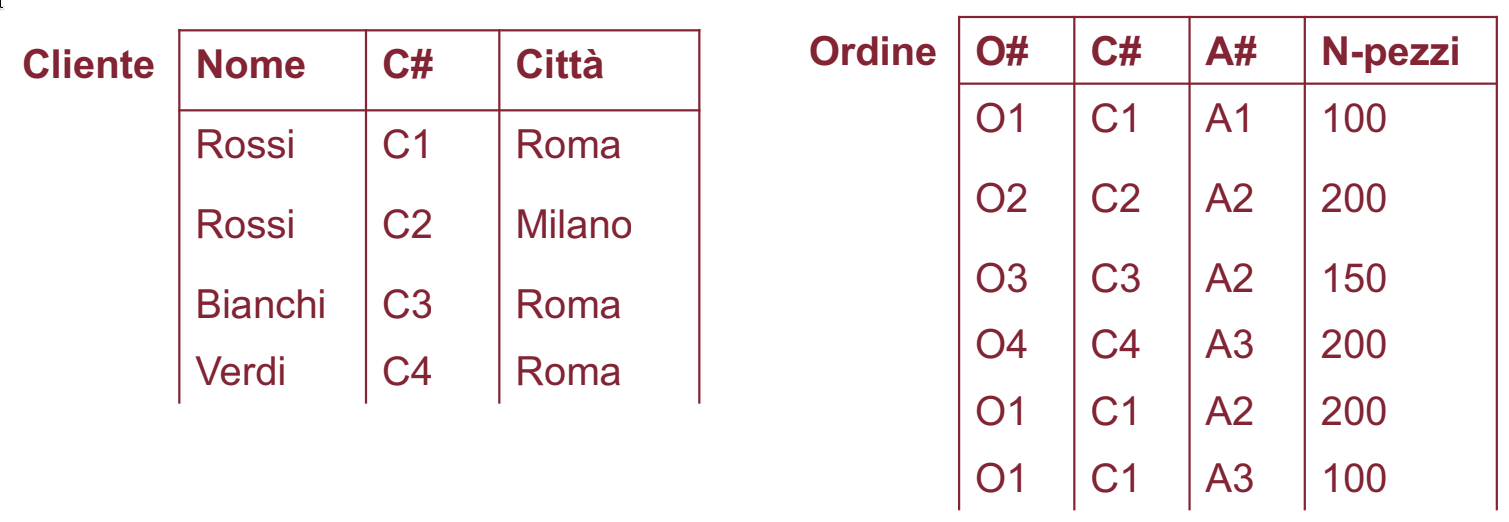 Cliente Nome C# Città
Rossi C1 Roma
Rossi C2 Milano
Bianchi C3 Roma
Verdi C4 Roma
Ordine O# C# A# N-pezzi
O1 C1 A1 100
O2 C2 A2 200
O3 C3 A2 150
O4 C4 A3 200
O1 C1 A2 200
O1 C1 A3 100